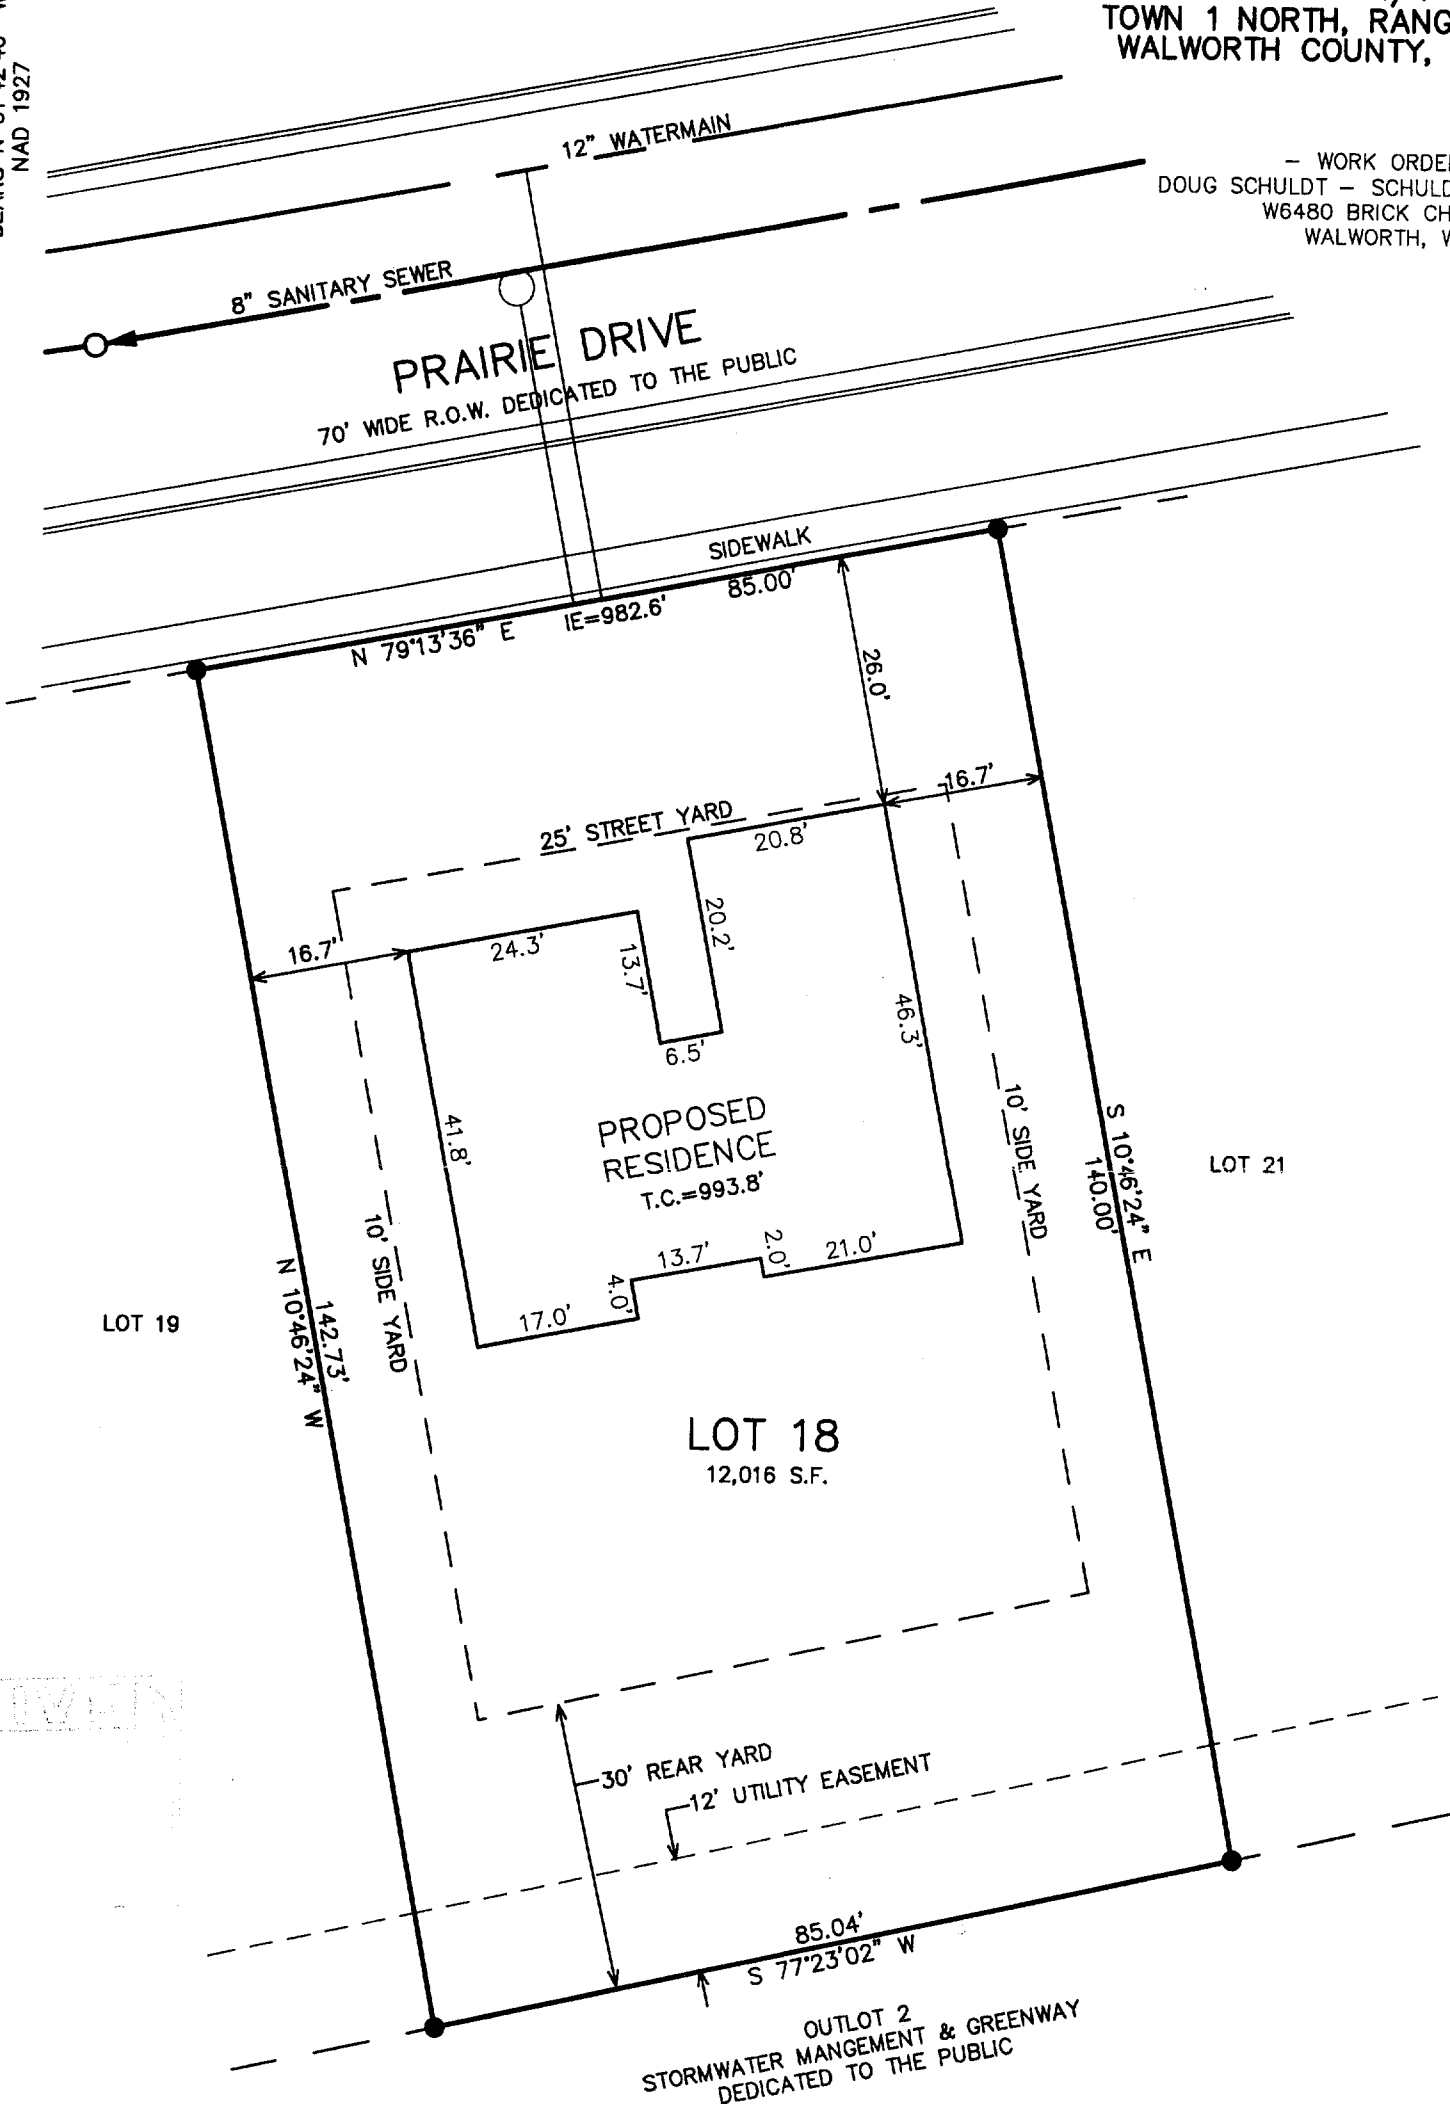 TOWN 1 NORTH, RANG
WALWORTH COUNTY,
NAD 1927
12" WATERMAIN
– WORK ORDE
DOUG SCHULDT – SCHULD
W6480 BRICK CH
WALWORTH, W
8" SANITARY SEWER
PRAIRIE DRIVE
70' WIDE R.O.W. DEDICATED TO THE PUBLIC
SIDEWALK
85.00'
IE=982.6'
N 79°13'36" E
26.0'
16.7'
25' STREET YARD
20.8'
20.2'
16.7'
24.3'
13.7'
6.5'
46.3'
41.8'
PROPOSED
RESIDENCE
T.C.=993.8'
10' SIDE YARD
S 10°46'24" E
140.00'
LOT 21
13.7'
2.0'
21.0'
4.0'
17.0'
10' SIDE YARD
N 10°46'24" W
142.73'
LOT 19
LOT 18
12,016 S.F.
30' REAR YARD
12' UTILITY EASEMENT
85.04'
S 77°23'02" W
OUTLOT 2
STORMWATER MANGEMENT & GREENWAY
DEDICATED TO THE PUBLIC